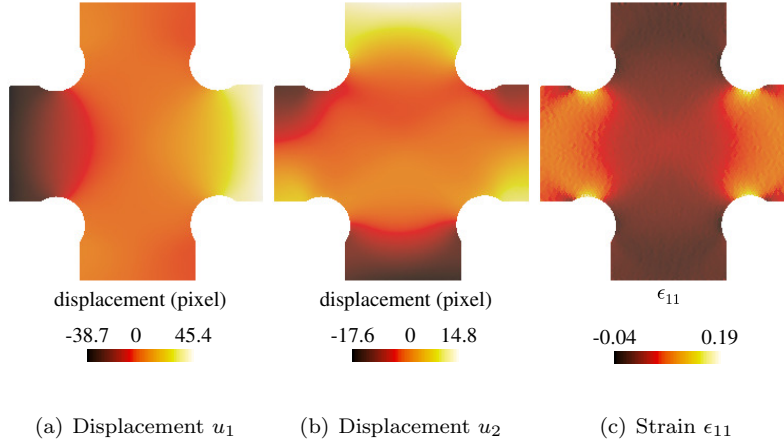 displacement (pixel) displacement (pixel) ϵ11
-38.7 0 45.4 -17.6 0 14.8 -0.04 0.19
(a) Displacement u1 (b) Displacement u2 (c) Strain ϵ11